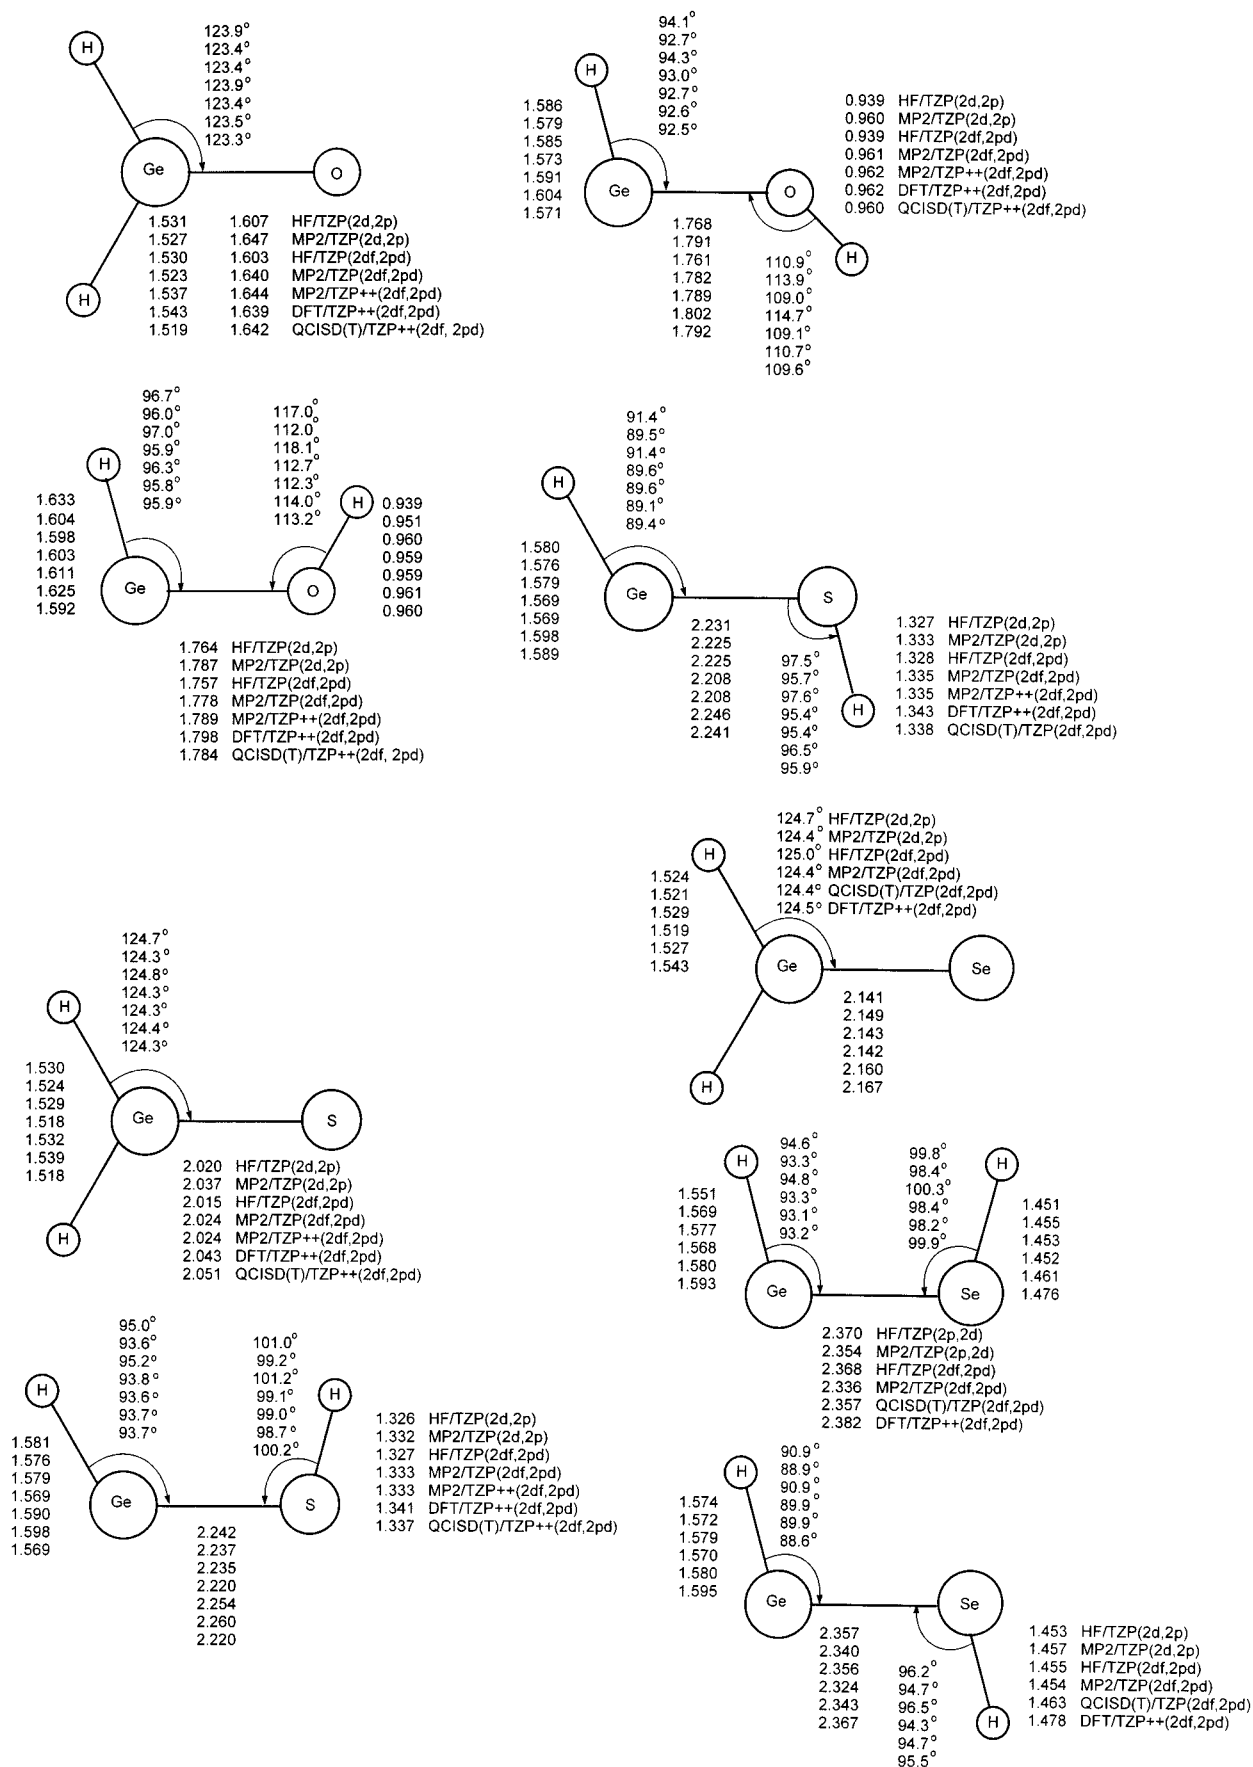 H
123.9°
123.4°
123.4°
123.9°
123.4°
123.5°
123.3°
Ge
O
H
1.531 1.607 HF/TZP(2d,2p)
1.527 1.647 MP2/TZP(2d,2p)
1.530 1.603 HF/TZP(2df,2pd)
1.523 1.640 MP2/TZP(2df,2pd)
1.537 1.644 MP2/TZP++(2df,2pd)
1.543 1.639 DFT/TZP++(2df,2pd)
1.519 1.642 QCISD(T)/TZP++(2df, 2pd)
94.1°
92.7°
94.3°
93.0°
92.7°
92.6°
92.5°
H
1.586
1.579
1.585
1.573
1.591
1.604
1.571
Ge
O
H
0.939 HF/TZP(2d,2p)
0.960 MP2/TZP(2d,2p)
0.939 HF/TZP(2df,2pd)
0.961 MP2/TZP(2df,2pd)
0.962 MP2/TZP++(2df,2pd)
0.962 DFT/TZP++(2df,2pd)
0.960 QCISD(T)/TZP++(2df,2pd)
1.768
1.791
1.761
1.782
1.789
1.802
1.792
110.9°
113.9°
109.0°
114.7°
109.1°
110.7°
109.6°
96.7°
96.0°
97.0°
95.9°
96.3°
95.8°
95.9°
117.0°
112.0°
118.1°
112.7°
112.3°
114.0°
113.2°
H
H
1.633
1.604
1.598
1.603
1.611
1.625
1.592
Ge
O
0.939
0.951
0.960
0.959
0.959
0.961
0.960
1.764 HF/TZP(2d,2p)
1.787 MP2/TZP(2d,2p)
1.757 HF/TZP(2df,2pd)
1.778 MP2/TZP(2df,2pd)
1.789 MP2/TZP++(2df,2pd)
1.798 DFT/TZP++(2df,2pd)
1.784 QCISD(T)/TZP++(2df, 2pd)
91.4°
89.5°
91.4°
89.6°
89.6°
89.1°
89.4°
H
1.580
1.576
1.579
1.569
1.569
1.598
1.589
Ge
S
H
2.231
2.225
2.225
2.208
2.208
2.246
2.241
97.5°
95.7°
97.6°
95.4°
95.4°
96.5°
95.9°
1.327 HF/TZP(2d,2p)
1.333 MP2/TZP(2d,2p)
1.328 HF/TZP(2df,2pd)
1.335 MP2/TZP(2df,2pd)
1.335 MP2/TZP++(2df,2pd)
1.343 DFT/TZP++(2df,2pd)
1.338 QCISD(T)/TZP(2df,2pd)
124.7° HF/TZP(2d,2p)
124.4° MP2/TZP(2d,2p)
125.0° HF/TZP(2df,2pd)
124.4° MP2/TZP(2df,2pd)
124.4° QCISD(T)/TZP(2df,2pd)
124.5° DFT/TZP++(2df,2pd)
H
1.524
1.521
1.529
1.519
1.527
1.543
Ge
Se
H
2.141
2.149
2.143
2.142
2.160
2.167
124.7°
124.3°
124.8°
124.3°
124.3°
124.4°
124.3°
H
1.530
1.524
1.529
1.518
1.532
1.539
1.518
Ge
S
H
2.020 HF/TZP(2d,2p)
2.037 MP2/TZP(2d,2p)
2.015 HF/TZP(2df,2pd)
2.024 MP2/TZP(2df,2pd)
2.024 MP2/TZP++(2df,2pd)
2.043 DFT/TZP++(2df,2pd)
2.051 QCISD(T)/TZP++(2df,2pd)
94.6°
93.3°
94.8°
93.3°
93.1°
93.2°
99.8°
98.4°
100.3°
98.4°
98.2°
99.9°
H
H
1.551
1.569
1.577
1.568
1.580
1.593
Ge
Se
1.451
1.455
1.453
1.452
1.461
1.476
2.370 HF/TZP(2p,2d)
2.354 MP2/TZP(2p,2d)
2.368 HF/TZP(2df,2pd)
2.336 MP2/TZP(2df,2pd)
2.357 QCISD(T)/TZP(2df,2pd)
2.382 DFT/TZP++(2df,2pd)
95.0°
93.6°
95.2°
93.8°
93.6°
93.7°
93.7°
101.0°
99.2°
101.2°
99.1°
99.0°
98.7°
100.2°
H
H
1.581
1.576
1.579
1.569
1.590
1.598
1.569
Ge
S
1.326 HF/TZP(2d,2p)
1.332 MP2/TZP(2d,2p)
1.327 HF/TZP(2df,2pd)
1.333 MP2/TZP(2df,2pd)
1.333 MP2/TZP++(2df,2pd)
1.341 DFT/TZP++(2df,2pd)
1.337 QCISD(T)/TZP++(2df,2pd)
2.242
2.237
2.235
2.220
2.254
2.260
2.220
90.9°
88.9°
90.9°
89.9°
89.9°
88.6°
H
1.574
1.572
1.579
1.570
1.580
1.595
Ge
Se
H
2.357
2.340
2.356
2.324
2.343
2.367
96.2°
94.7°
96.5°
94.3°
94.7°
95.5°
1.453 HF/TZP(2d,2p)
1.457 MP2/TZP(2d,2p)
1.455 HF/TZP(2df,2pd)
1.454 MP2/TZP(2df,2pd)
1.463 QCISD(T)/TZP(2df,2pd)
1.478 DFT/TZP++(2df,2pd)